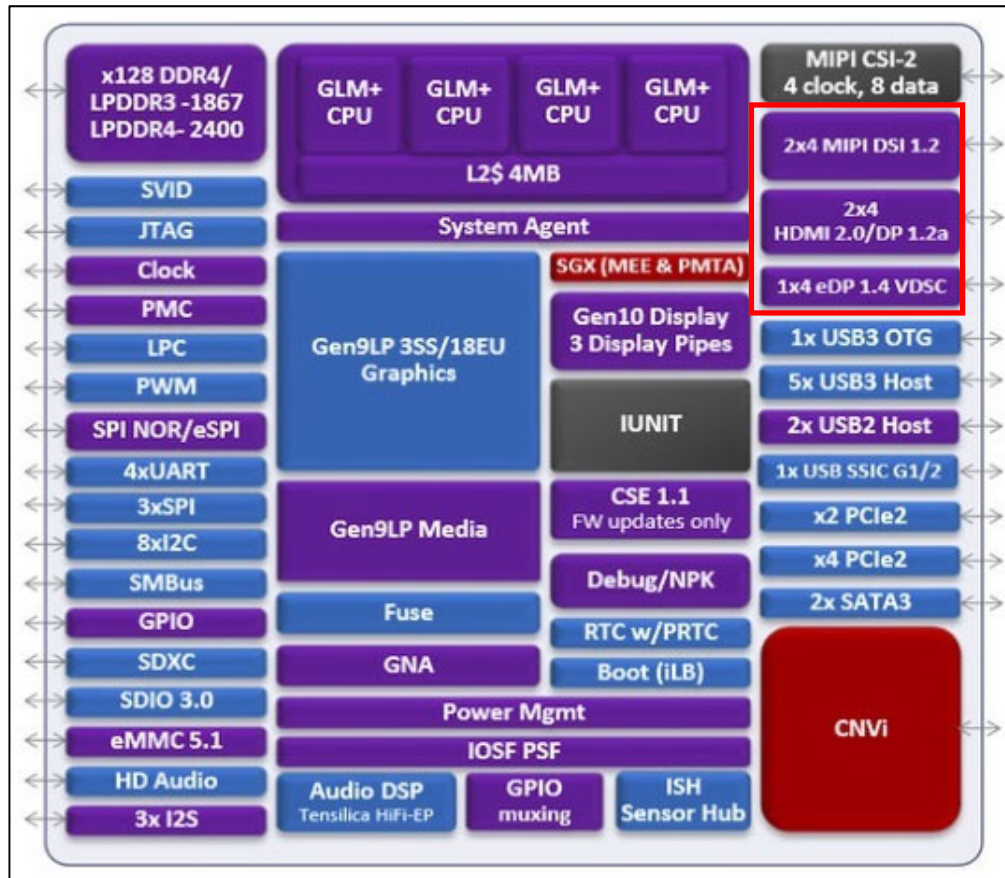 x128 DDR4/
LPDDR3 -1867
LPDDR4- 2400
SVID
JTAG
Clock
PMC
LPC
PWM
SPI NOR/eSPI
4xUART
3xSPI
8xI2C
SMBus
GPIO
SDXC
SDIO 3.0
eMMC 5.1
HD Audio
3x I2S
GLM+
CPU
GLM+
CPU
GLM+
CPU
GLM+
CPU
L2$ 4MB
System Agent
Gen9LP 3SS/18EU
Graphics
Gen9LP Media
Fuse
GNA
SGX (MEE & PMTA)
Gen10 Display
3 Display Pipes
IUNIT
CSE 1.1
FW updates only
Debug/NPK
RTC w/PRTC
Boot (iLB)
Power Mgmt
IOSF PSF
Audio DSP
Tensilica HiFi-EP
GPIO
muxing
ISH
Sensor Hub
MIPI CSI-2
4 clock, 8 data
2x4 MIPI DSI 1.2
2x4
HDMI 2.0/DP 1.2a
1x4 eDP 1.4 VDSC
1x USB3 OTG
5x USB3 Host
2x USB2 Host
1x USB SSIC G1/2
x2 PCIe2
x4 PCIe2
2x SATA3
CNVi